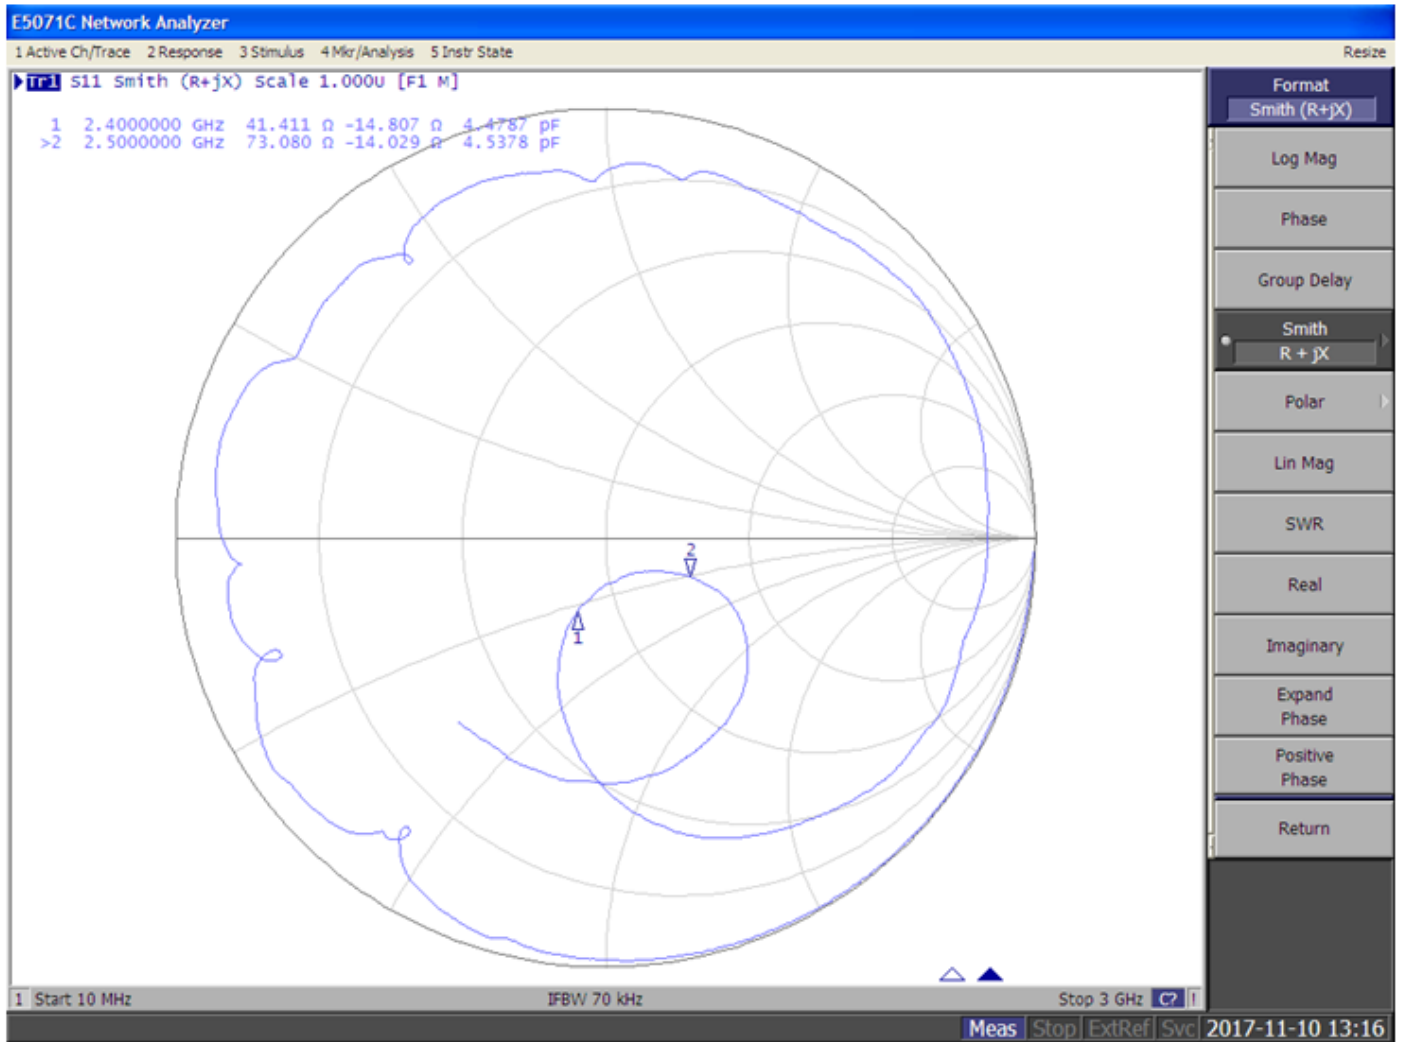 E5071C Network Analyzer
1 Active Ch/Trace 2 Response 3 Stimulus 4 Mkr/Analysis 5 Instr State Resize
Tr1 S11 Smith (R+jX) Scale 1.000U [F1 M]
1 2.4000000 GHz 41.411 Ω -14.807 Ω 4.4787 pF
>2 2.5000000 GHz 73.080 Ω -14.029 Ω 4.5378 pF
2
1
Format
Smith (R+jX)
Log Mag
Phase
Group Delay
Smith
R + jX
Polar
Lin Mag
SWR
Real
Imaginary
Expand
Phase
Positive
Phase
Return
1 Start 10 MHz IFBW 70 kHz Stop 3 GHz C? !
Meas Stop ExtRef Svc 2017-11-10 13:16